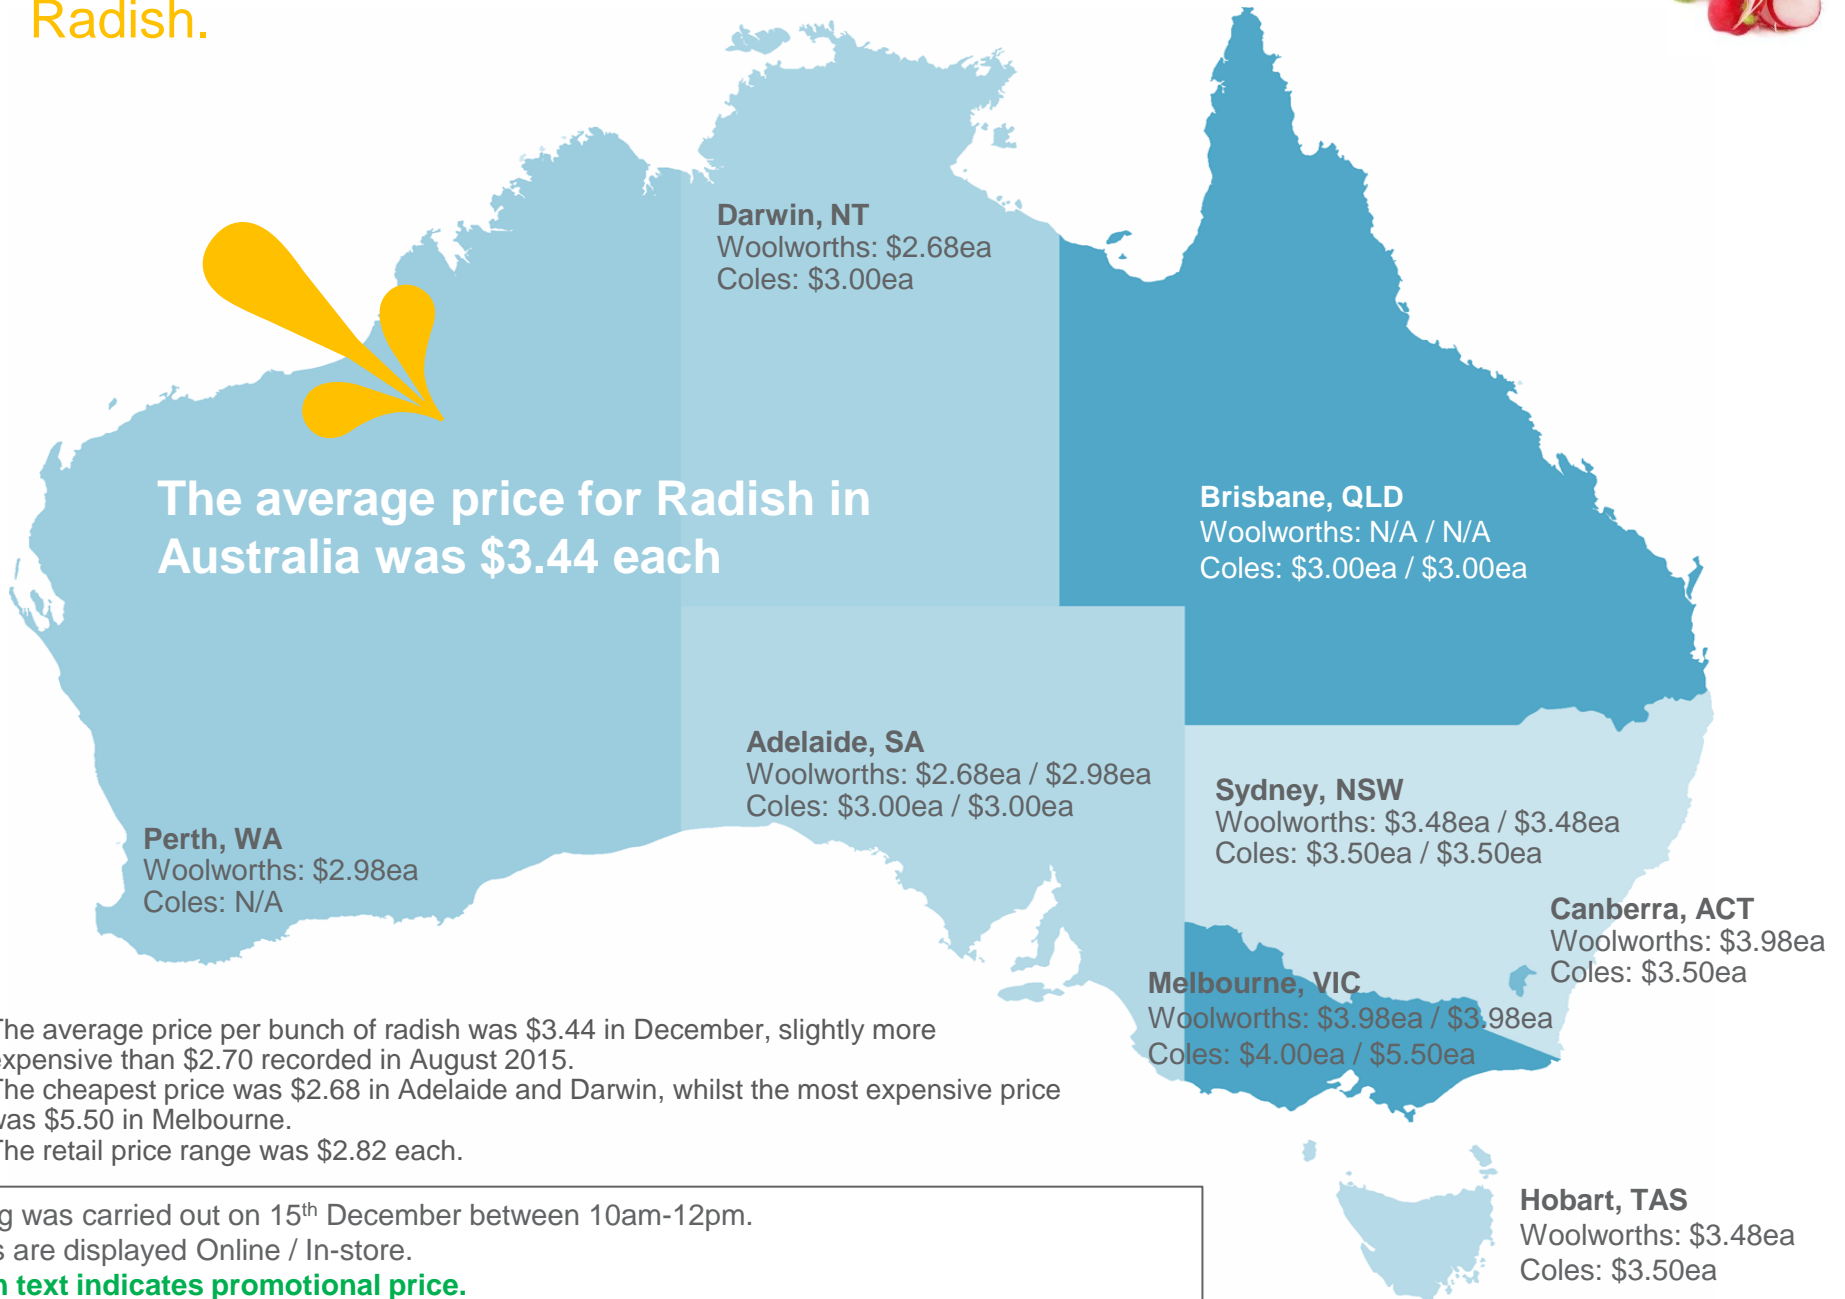 Radish.
Darwin, NT
Woolworths: $2.68ea
Coles: $3.00ea
The average price for Radish in
Australia was $3.44 each
Brisbane, QLD
Woolworths: N/A / N/A
Coles: $3.00ea / $3.00ea
Adelaide, SA
Woolworths: $2.68ea / $2.98ea
Coles: $3.00ea / $3.00ea
Sydney, NSW
Woolworths: $3.48ea / $3.48ea
Coles: $3.50ea / $3.50ea
Perth, WA
Woolworths: $2.98ea
Coles: N/A
Canberra, ACT
Woolworths: $3.98ea
Coles: $3.50ea
Melbourne, VIC
Woolworths: $3.98ea / $3.98ea
Coles: $4.00ea / $5.50ea
The average price per bunch of radish was $3.44 in December, slightly more
expensive than $2.70 recorded in August 2015.
The cheapest price was $2.68 in Adelaide and Darwin, whilst the most expensive price
was $5.50 in Melbourne.
The retail price range was $2.82 each.
g was carried out on 15th December between 10am-12pm.
s are displayed Online / In-store.
n text indicates promotional price.
Hobart, TAS
Woolworths: $3.48ea
Coles: $3.50ea